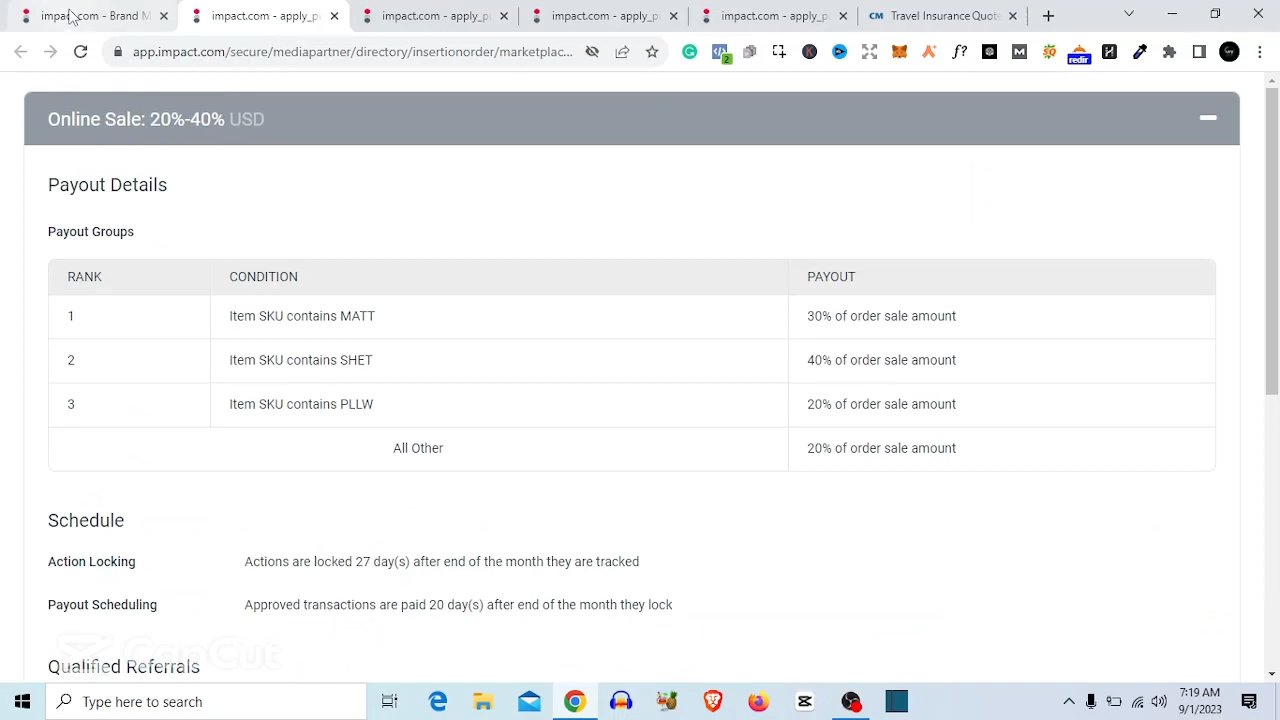 impact.com - Brand M
impact.com - apply_p
impact.com - apply_p
impact.com - apply_p
impact.com - apply_p
CM Travel Insurance Quot
app.impact.com/secure/mediapartner/directory/insertionorder/marketplac...
2
K
f?
M
redir
Online Sale: 20%-40% USD
Payout Details
Payout Groups
RANK CONDITION PAYOUT
1 Item SKU contains MATT 30% of order sale amount
2 Item SKU contains SHET 40% of order sale amount
3 Item SKU contains PLLW 20% of order sale amount
All Other 20% of order sale amount
Schedule
Action Locking Actions are locked 27 day(s) after end of the month they are tracked
Payout Scheduling Approved transactions are paid 20 day(s) after end of the month they lock
CapCut
Qualified Referrals
Type here to search
7:19 AM
9/1/2023